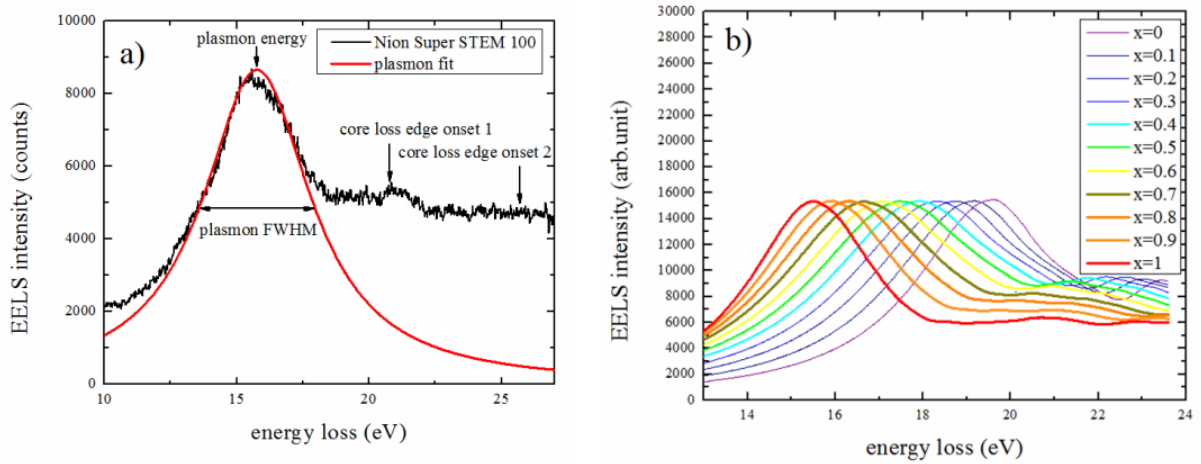 a)
plasmon energy
Nion Super STEM 100
plasmon fit
core loss edge onset 1
core loss edge onset 2
plasmon FWHM
10000
8000
6000
4000
2000
0
EELS intensity (counts)
10 15 20 25
energy loss (eV)
b)
x=0
x=0.1
x=0.2
x=0.3
x=0.4
x=0.5
x=0.6
x=0.7
x=0.8
x=0.9
x=1
30000
28000
26000
24000
22000
20000
18000
16000
14000
12000
10000
8000
6000
4000
2000
0
EELS intensity (arb.unit)
14 16 18 20 22 24
energy loss (eV)